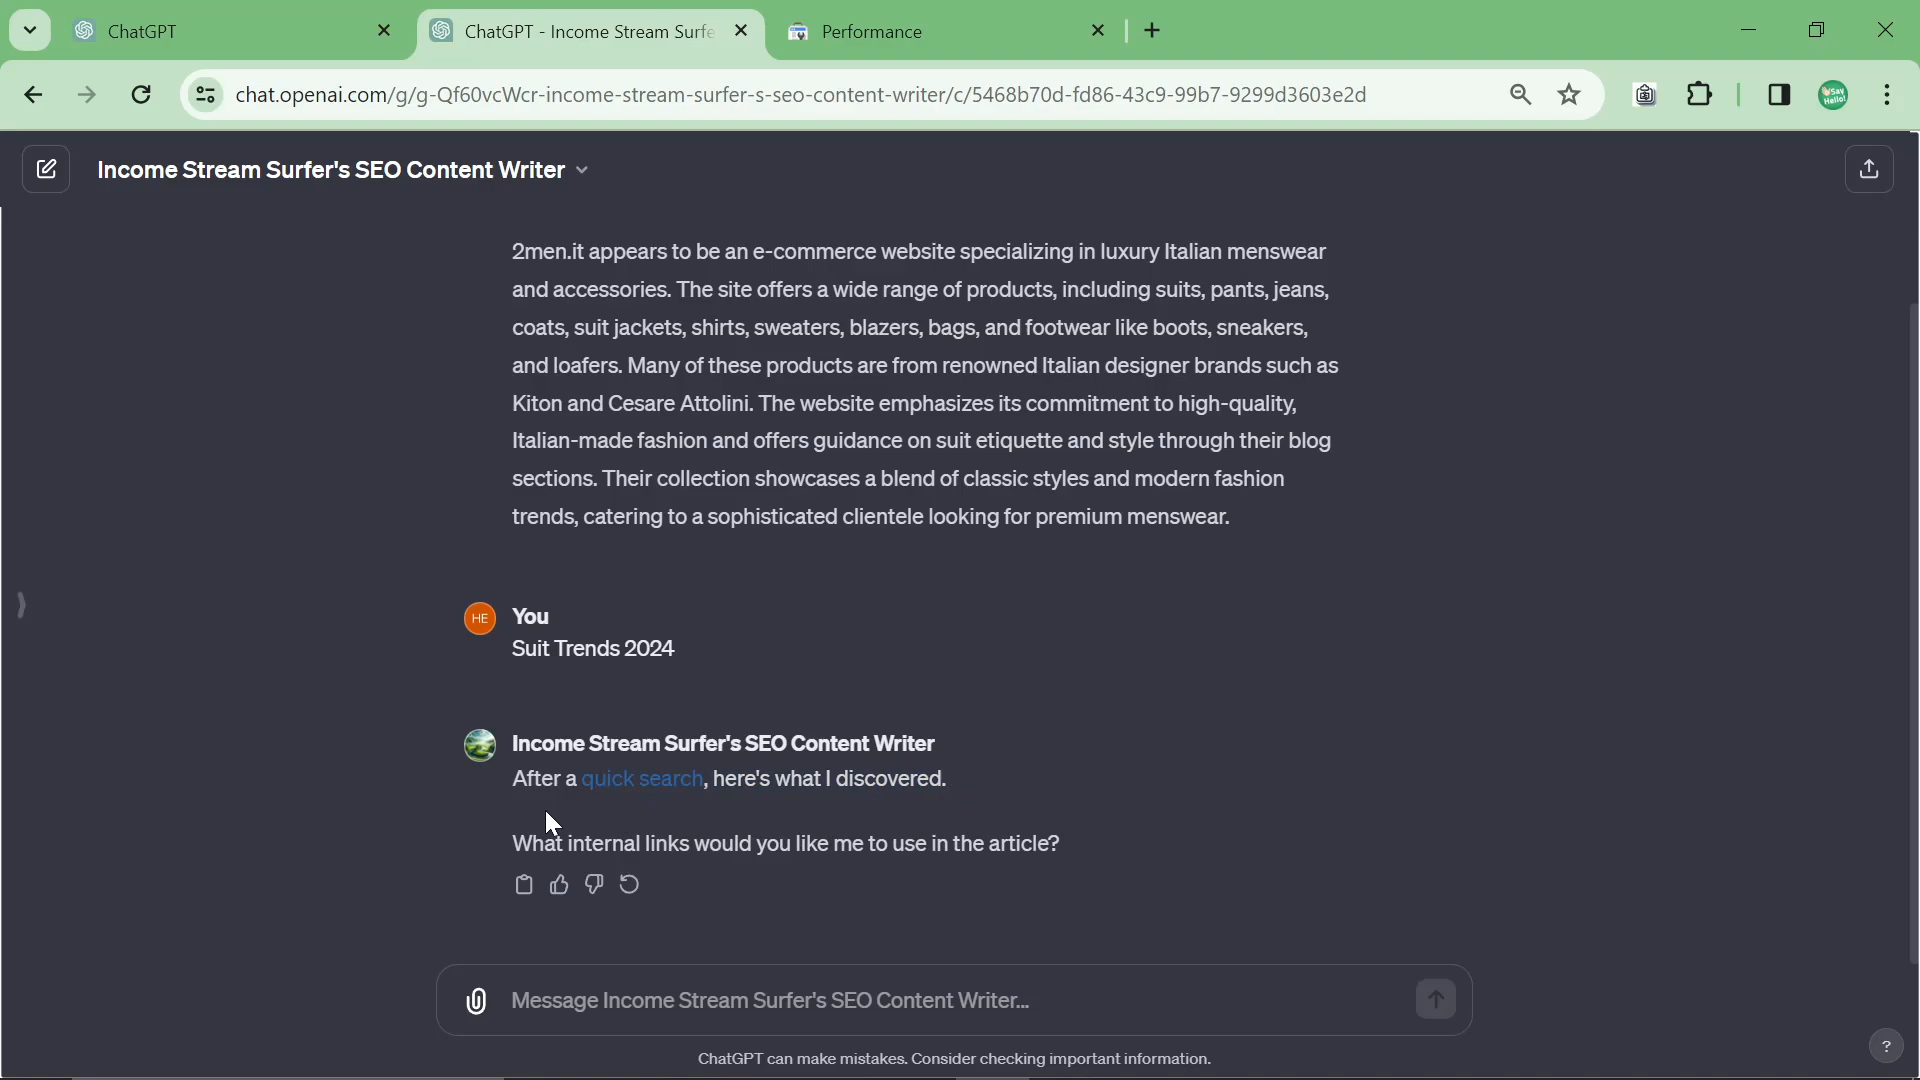 ChatGPT
ChatGPT - Income Stream Surfe
Performance
chat.openai.com/g/g-Qf60vcWcr-income-stream-surfer-s-seo-content-writer/c/5468b70d-fd86-43c9-99b7-9299d3603e2d
Say
Hello!
Income Stream Surfer's SEO Content Writer
2men.it appears to be an e-commerce website specializing in luxury Italian menswear
and accessories. The site offers a wide range of products, including suits, pants, jeans,
coats, suit jackets, shirts, sweaters, blazers, bags, and footwear like boots, sneakers,
and loafers. Many of these products are from renowned Italian designer brands such as
Kiton and Cesare Attolini. The website emphasizes its commitment to high-quality,
Italian-made fashion and offers guidance on suit etiquette and style through their blog
sections. Their collection showcases a blend of classic styles and modern fashion
trends, catering to a sophisticated clientele looking for premium menswear.
HE
You
Suit Trends 2024
Income Stream Surfer's SEO Content Writer
After a quick search, here's what I discovered.
What internal links would you like me to use in the article?
Message Income Stream Surfer's SEO Content Writer...
ChatGPT can make mistakes. Consider checking important information.
?